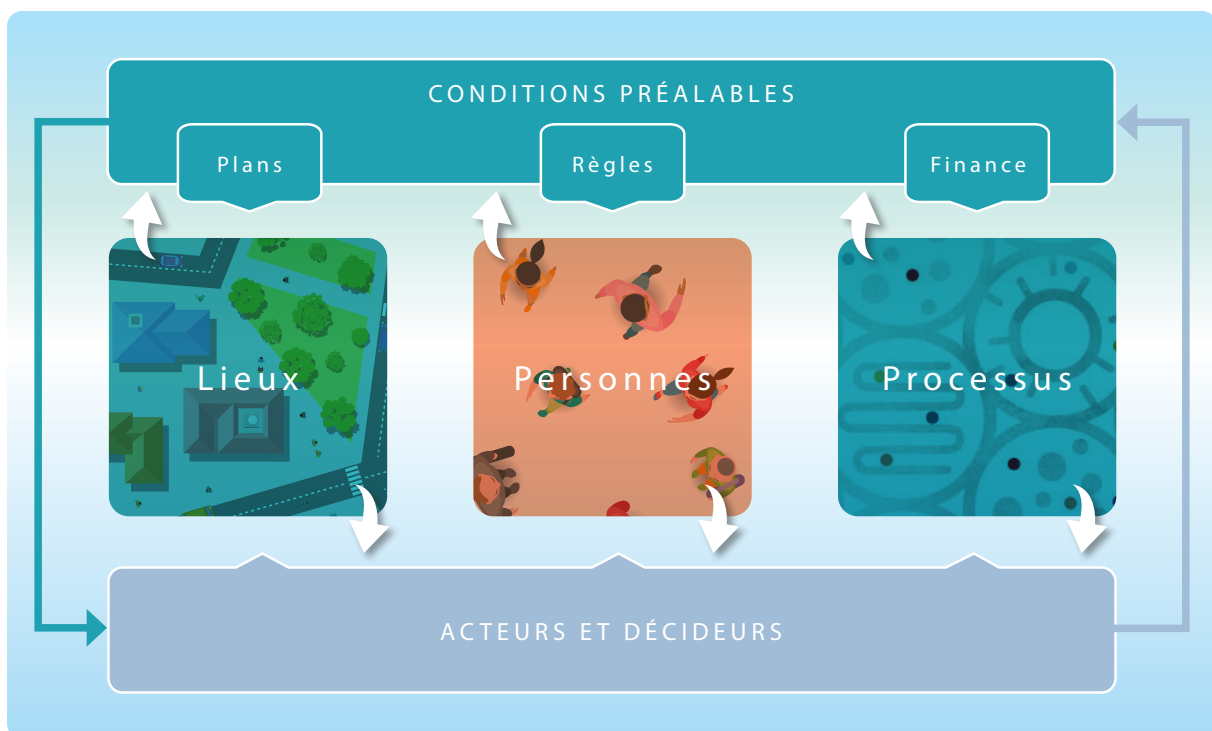 CONDITIONS PRÉALABLES
Plans
Règles
Finance
Lieux
Personnes
Processus
ACTEURS ET DÉCIDEURS